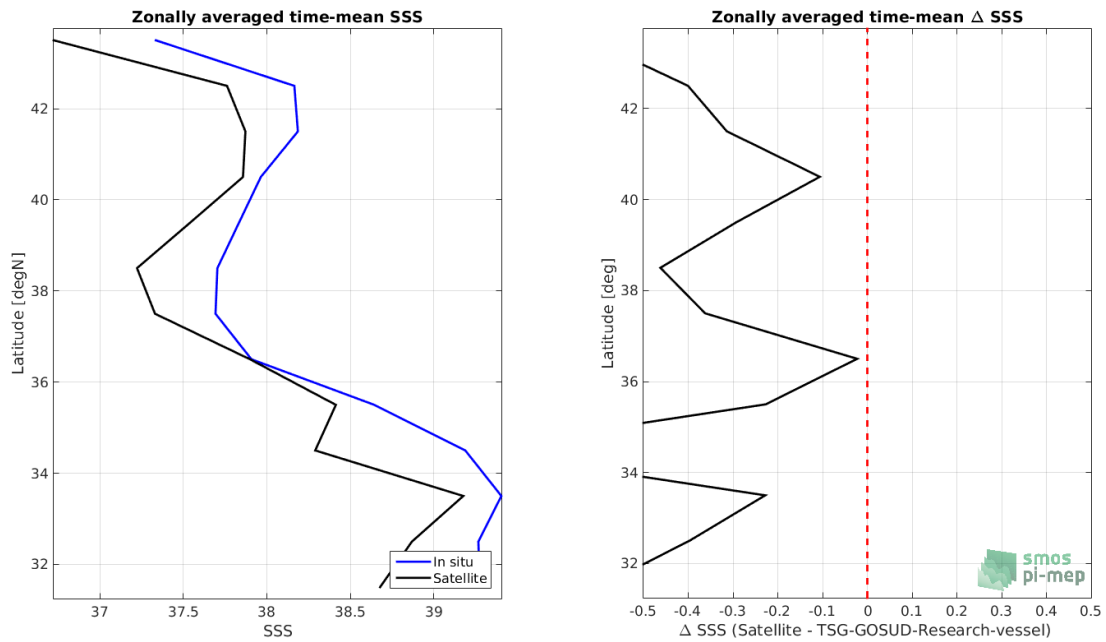 Zonally averaged time-mean SSS
Latitude [degN]
42
40
38
36
34
32
37
37.5
38
38.5
39
SSS
In situ
Satellite
Zonally averaged time-mean Δ SSS
Latitude [deg]
42
40
38
36
34
32
-0.5
-0.4
-0.3
-0.2
-0.1
0
0.1
0.2
0.3
0.4
0.5
Δ SSS (Satellite - TSG-GOSUD-Research-vessel)
smos
pi-mep